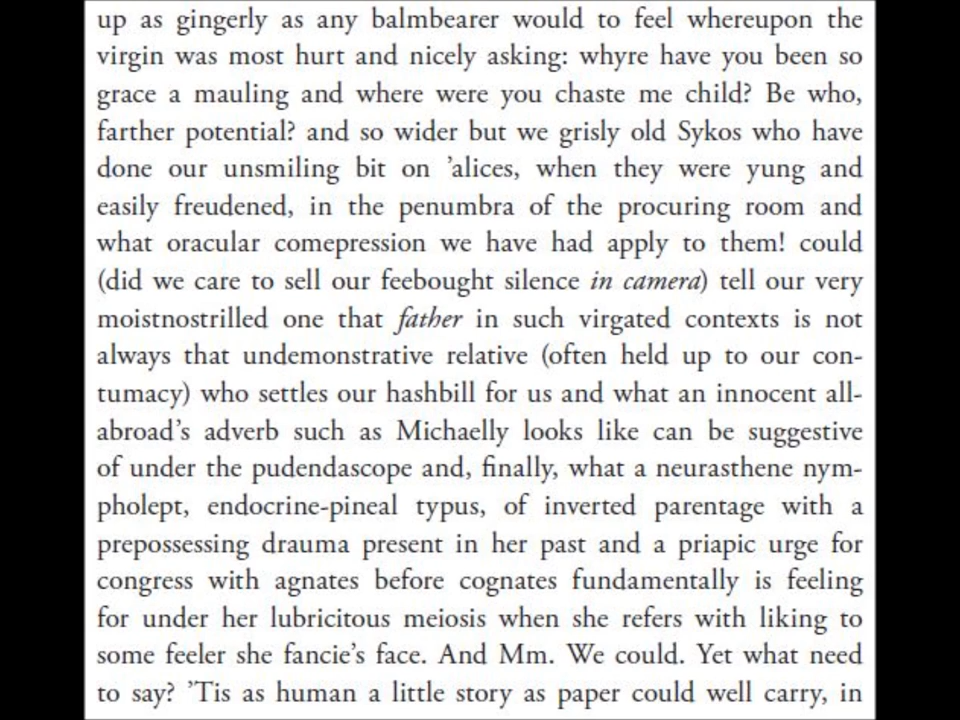 up as gingerly as any balmbearer would to feel whereupon the
virgin was most hurt and nicely asking: whyre have you been so
grace a mauling and where were you chaste me child? Be who,
farther potential? and so wider but we grisly old Sykos who have
done our unsmiling bit on ’alices, when they were yung and
easily freudened, in the penumbra of the procuring room and
what oracular comepression we have had apply to them! could
(did we care to sell our feebought silence in camera) tell our very
moistnostrilled one that father in such virgated contexts is not
always that undemonstrative relative (often held up to our con-
tumacy) who settles our hashbill for us and what an innocent all-
abroad’s adverb such as Michaelly looks like can be suggestive
of under the pudendascope and, finally, what a neurasthene nym-
pholept, endocrine-pineal typus, of inverted parentage with a
prepossessing drauma present in her past and a priapic urge for
congress with agnates before cognates fundamentally is feeling
for under her lubricitous meiosis when she refers with liking to
some feeler she fancie’s face. And Mm. We could. Yet what need
to say? ’Tis as human a little story as paper could well carry, in